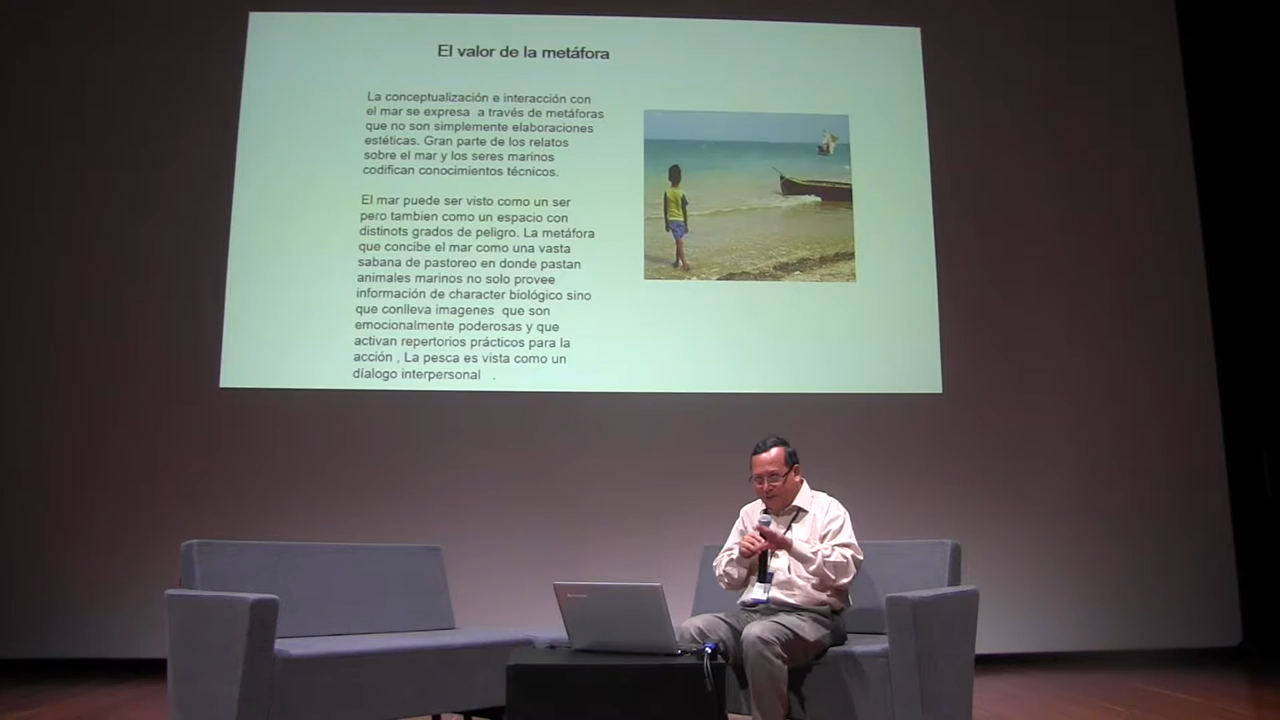 El valor de la metáfora
La conceptualización e interacción con
el mar se expresa a través de metáforas
que no son simplemente elaboraciones
estéticas. Gran parte de los relatos
sobre el mar y los seres marinos
codifican conocimientos técnicos.
El mar puede ser visto como un ser
pero tambien como un espacio con
distinots grados de peligro. La metáfora
que concibe el mar como una vasta
sabana de pastoreo en donde pastan
animales marinos no solo provee
información de character biológico sino
que conlleva imagenes que son
emocionalmente poderosas y que
activan repertorios prácticos para la
acción , La pesca es vista como un
díalogo interpersonal .